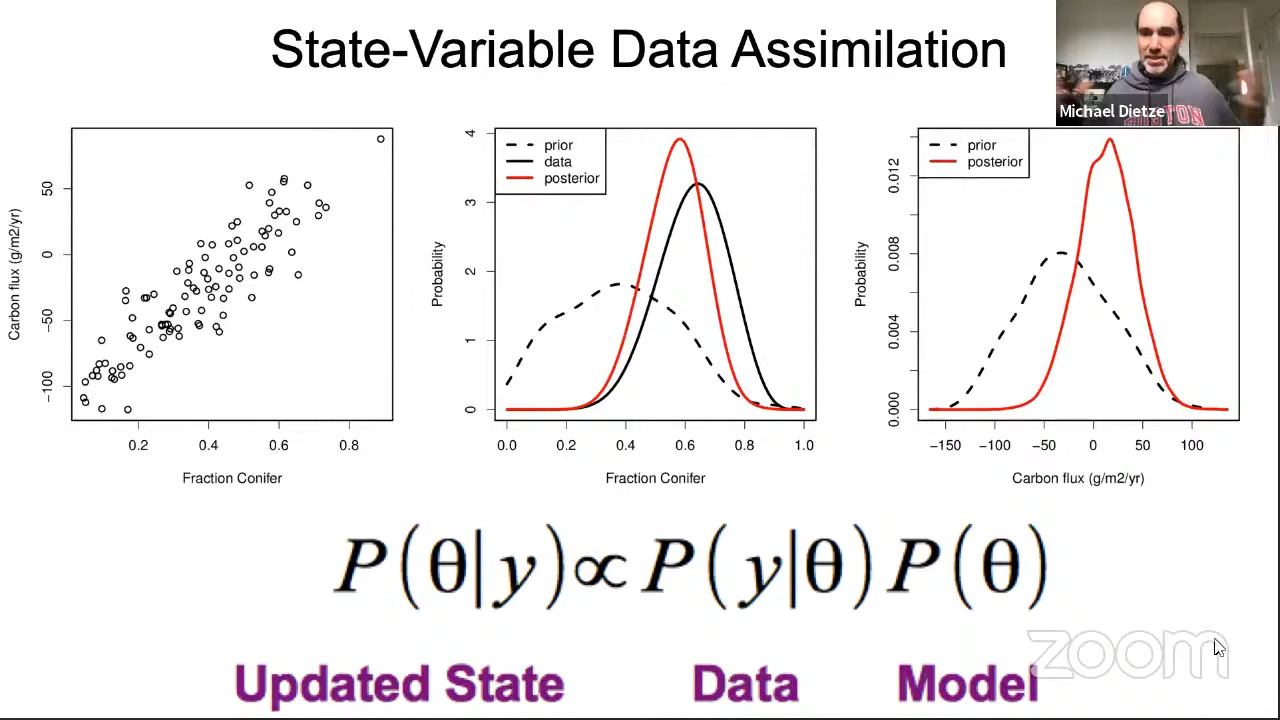 State-Variable Data Assimilation
Michael Dietze
Carbon flux (g/m2/yr)
50
0
−50
−100
0.2 0.4 0.6 0.8
Fraction Conifer
prior
data
posterior
Probability
4
3
2
1
0
0.0 0.2 0.4 0.6 0.8 1.0
Fraction Conifer
prior
posterior
Probability
0.012
0.008
0.004
0.000
−150 −100 −50 0 50 100
Carbon flux (g/m2/yr)
P(θ|y)∝P(y|θ)P(θ)
zoom
Updated State Data Model